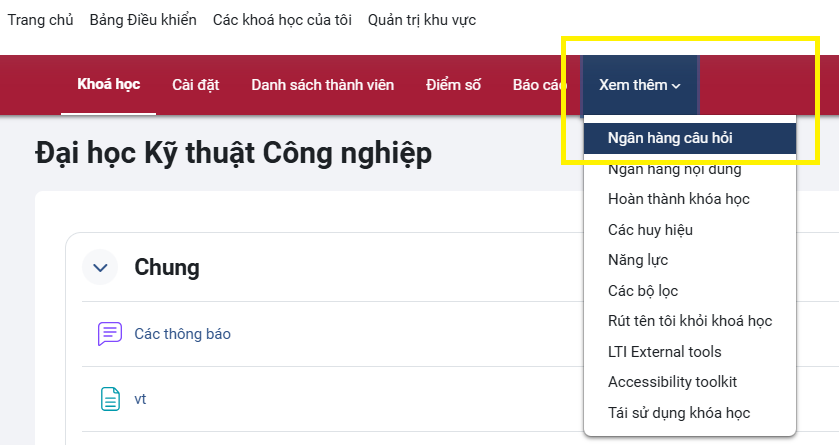 Trang chủ Bảng Điều khiển Các khoá học của tôi Quản trị khu vực
Khoá học Cài đặt Danh sách thành viên Điểm số Báo cáo Xem thêm
Ngân hàng câu hỏi
Đại học Kỹ thuật Công nghiệp
Ngân hàng nội dung
Hoàn thành khóa học
Các huy hiệu
Năng lực
Chung
Các bộ lọc
Rút tên tôi khỏi khoá học
Các thông báo
LTI External tools
Accessibility toolkit
vt
Tái sử dụng khóa học